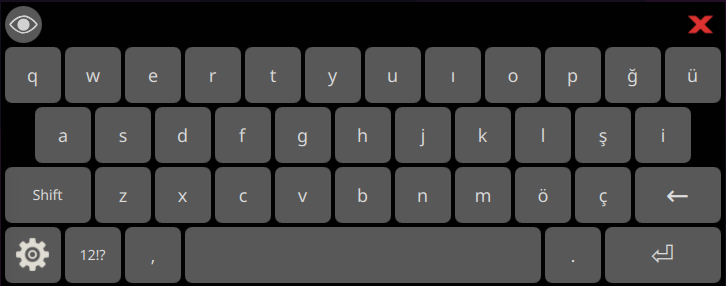 q w e r t y u ı o p ğ ü
a s d f g h j k l ş i
Shift z x c v b n m ö ç ←
12!? , . ⏎